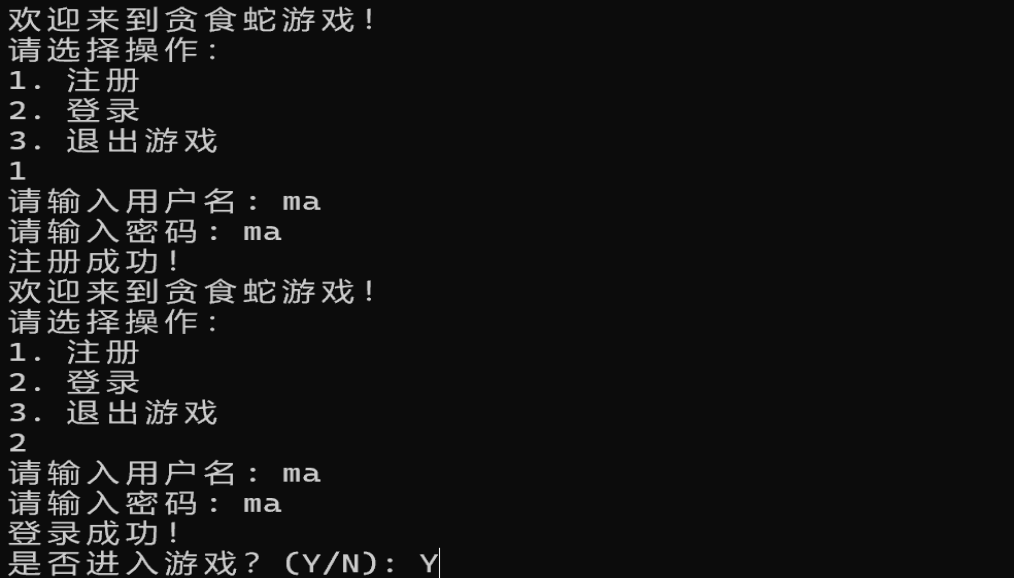 欢迎来到贪食蛇游戏!
请选择操作:
1. 注册
2. 登录
3. 退出游戏
1
请输入用户名: ma
请输入密码: ma
注册成功!
欢迎来到贪食蛇游戏!
请选择操作:
1. 注册
2. 登录
3. 退出游戏
2
请输入用户名: ma
请输入密码: ma
登录成功!
是否进入游戏? (Y/N): Y